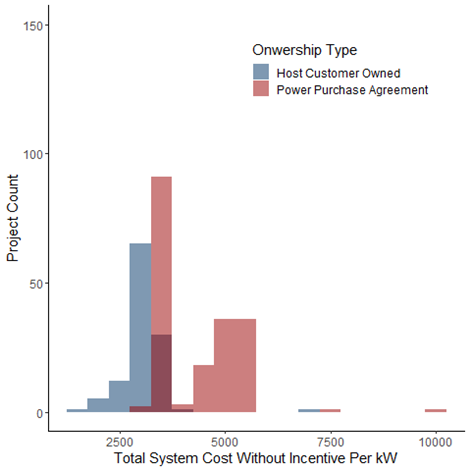 150
100
50
0
Project Count
Onwership Type
Host Customer Owned
Power Purchase Agreement
2500 5000 7500 10000
Total System Cost Without Incentive Per kW